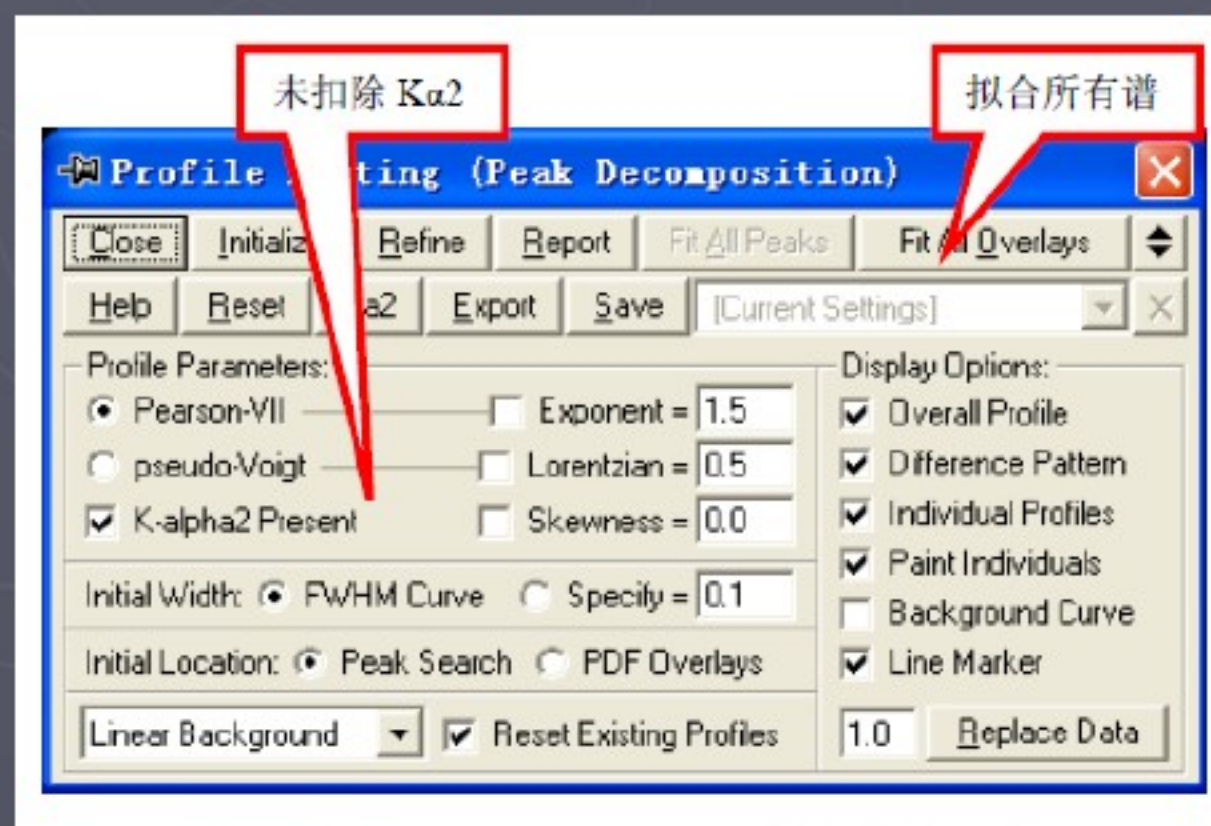 未扣除 Kα2
拟合所有谱
Profile ting (Peak Decomposition)
Close Initializ Refine Report Fit All Peaks Fit All Overlays
Help Reset a2 Export Save [Current Settings]
Profile Parameters:
Pearson-VII Exponent = 1.5
pseudo-Voigt Lorentzian = 0.5
K-alpha2 Present Skewness = 0.0
Initial Width: FWHM Curve Specify = 0.1
Initial Location: Peak Search PDF Overlays
Linear Background Reset Existing Profiles
Display Options:
Overall Profile
Difference Pattern
Individual Profiles
Paint Individuals
Background Curve
Line Marker
1.0 Replace Data